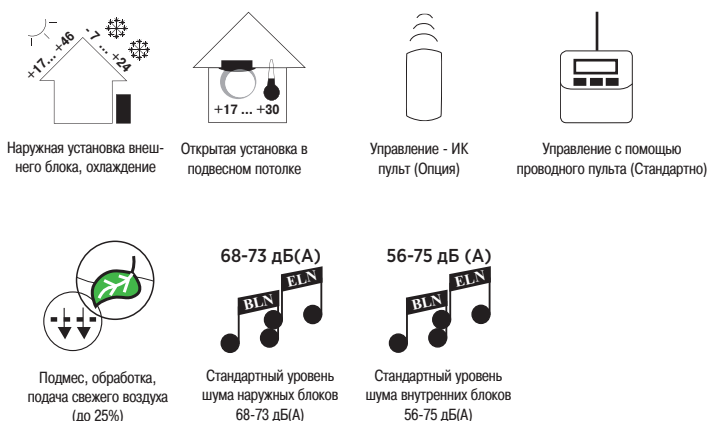 +17... +46
- 7 ... +24
Наружная установка внеш-
него блока, охлаждение
+17 ... +30
Открытая установка в
подвесном потолке
Управление - ИК
пульт (Опция)
Управление с помощью
проводного пульта (Стандартно)
Подмес, обработка,
подача свежего воздуха
(до 25%)
68-73 дБ(А)
BLN ELN
Стандартный уровень
шума наружных блоков
68-73 дБ(А)
56-75 дБ (А)
BLN ELN
Стандартный уровень
шума внутренних блоков
56-75 дБ(А)